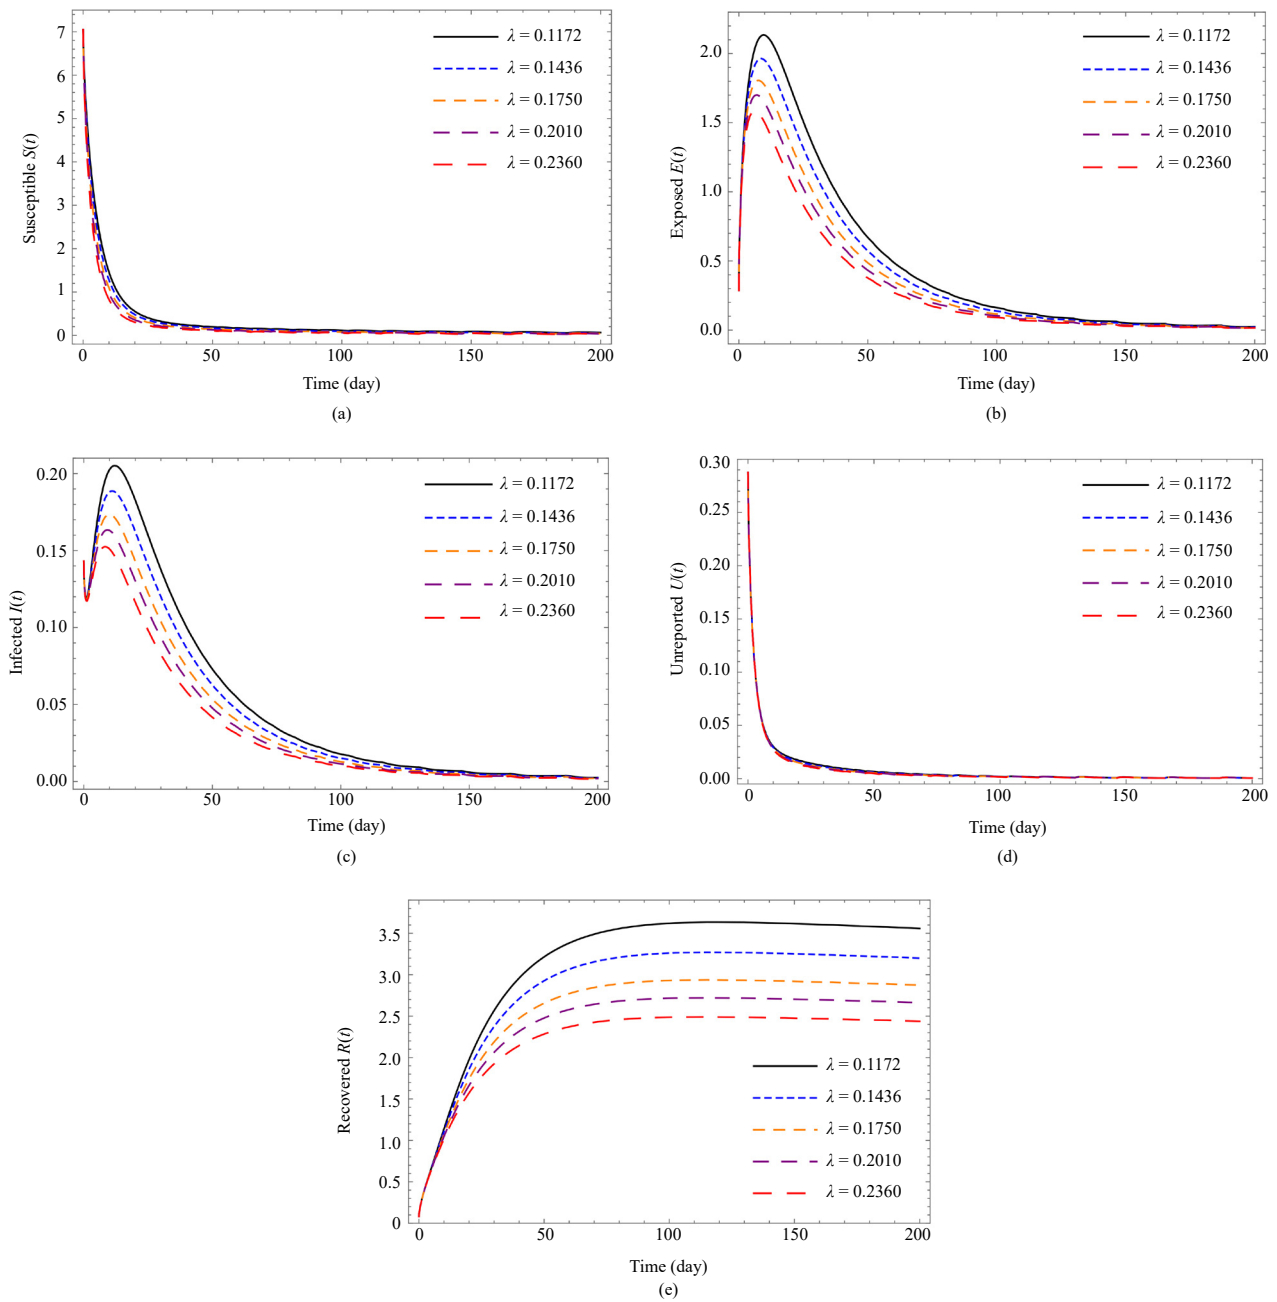 7
6
5
4
3
2
1
0
Susceptible S(t)
λ = 0.1172
λ = 0.1436
λ = 0.1750
λ = 0.2010
λ = 0.2360
0 50 100 150 200
Time (day)
(a)
2.0
1.5
1.0
0.5
0.0
Exposed E(t)
λ = 0.1172
λ = 0.1436
λ = 0.1750
λ = 0.2010
λ = 0.2360
0 50 100 150 200
Time (day)
(b)
0.20
0.15
0.10
0.05
0.00
Infected I(t)
λ = 0.1172
λ = 0.1436
λ = 0.1750
λ = 0.2010
λ = 0.2360
0 50 100 150 200
Time (day)
(c)
0.30
0.25
0.20
0.15
0.10
0.05
0.00
Unreported U(t)
λ = 0.1172
λ = 0.1436
λ = 0.1750
λ = 0.2010
λ = 0.2360
0 50 100 150 200
Time (day)
(d)
3.5
3.0
2.5
2.0
1.5
1.0
0.5
0
Recovered R(t)
λ = 0.1172
λ = 0.1436
λ = 0.1750
λ = 0.2010
λ = 0.2360
0 50 100 150 200
Time (day)
(e)